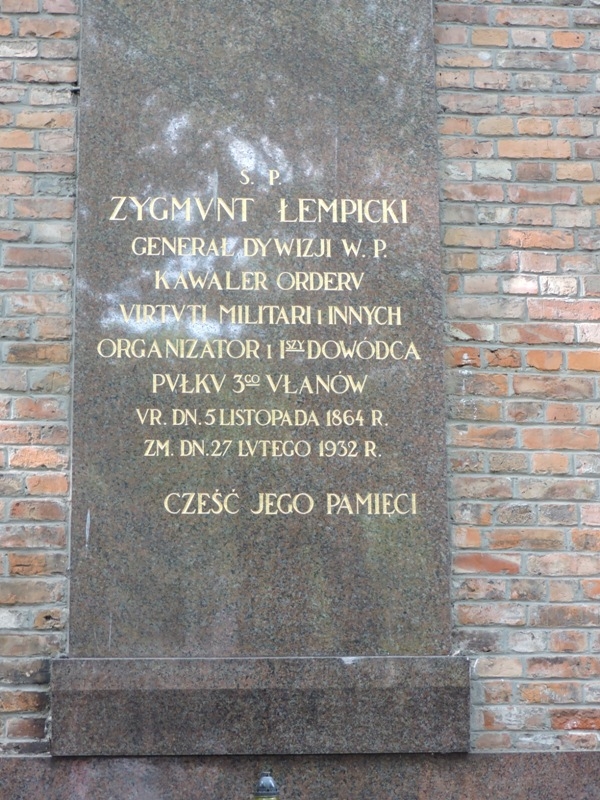 S. P.
ZYGMVNT ŁEMPICKI
GENERAŁ DYWIZJI W. P.
KAWALER ORDERV
VIRTVTI MILITARI i INNYCH
ORGANIZATOR i ISZY DOWÓDCA
PVŁKV 3GO VŁANÓW
VR. DN. 5 LISTOPADA 1864 R.
ZM. DN. 27 LVTEGO 1932 R.
CZEŚĆ JEGO PAMIĘCI